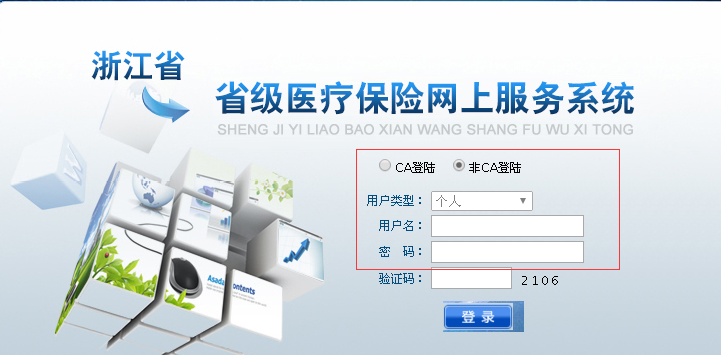 浙江省
省级医疗保险网上服务系统
SHENG JI YI LIAO BAO XIAN WANG SHANG FU WU XI TONG
CA登陆 非CA登陆
用户类型： 个人
用户名：
密 码：
验证码： 2106
登 录